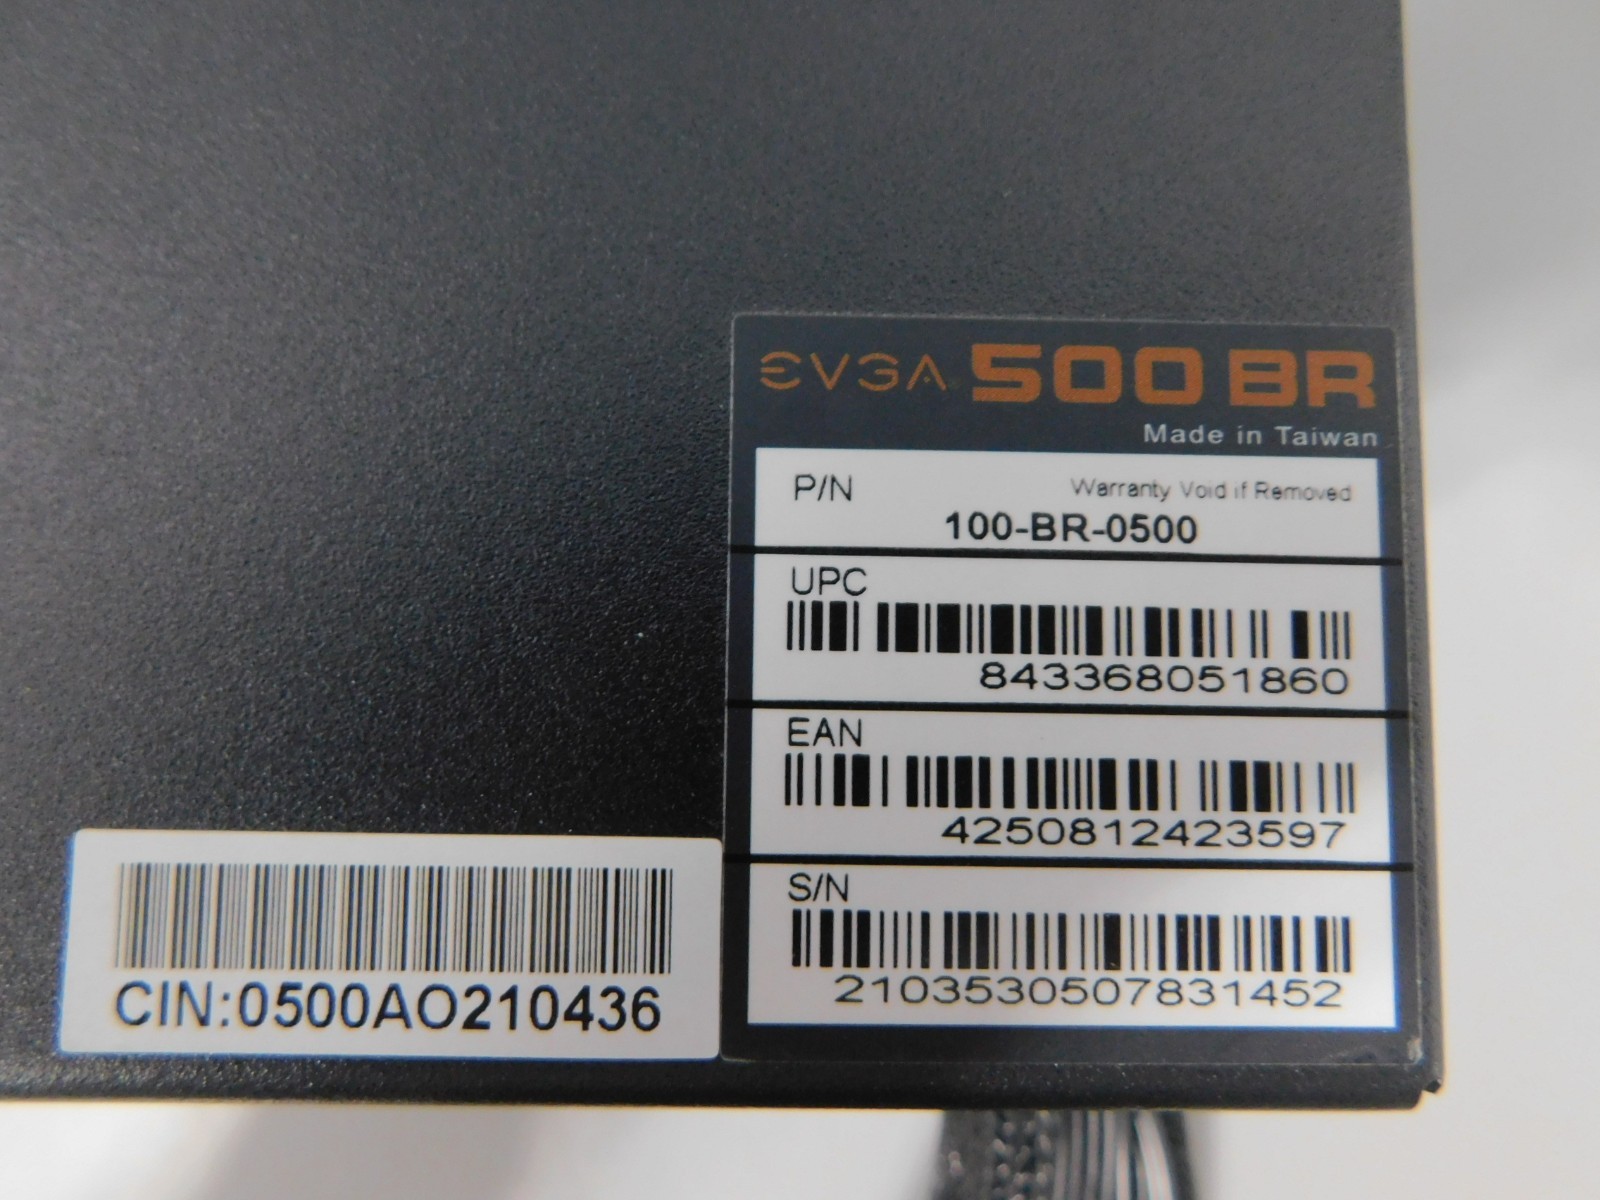 EVGA 500 BR
Made in Taiwan
P/N Warranty Void if Removed
100-BR-0500
UPC
843368051860
EAN
4250812423597
S/N
2103530507831452
CIN:0500AO210436